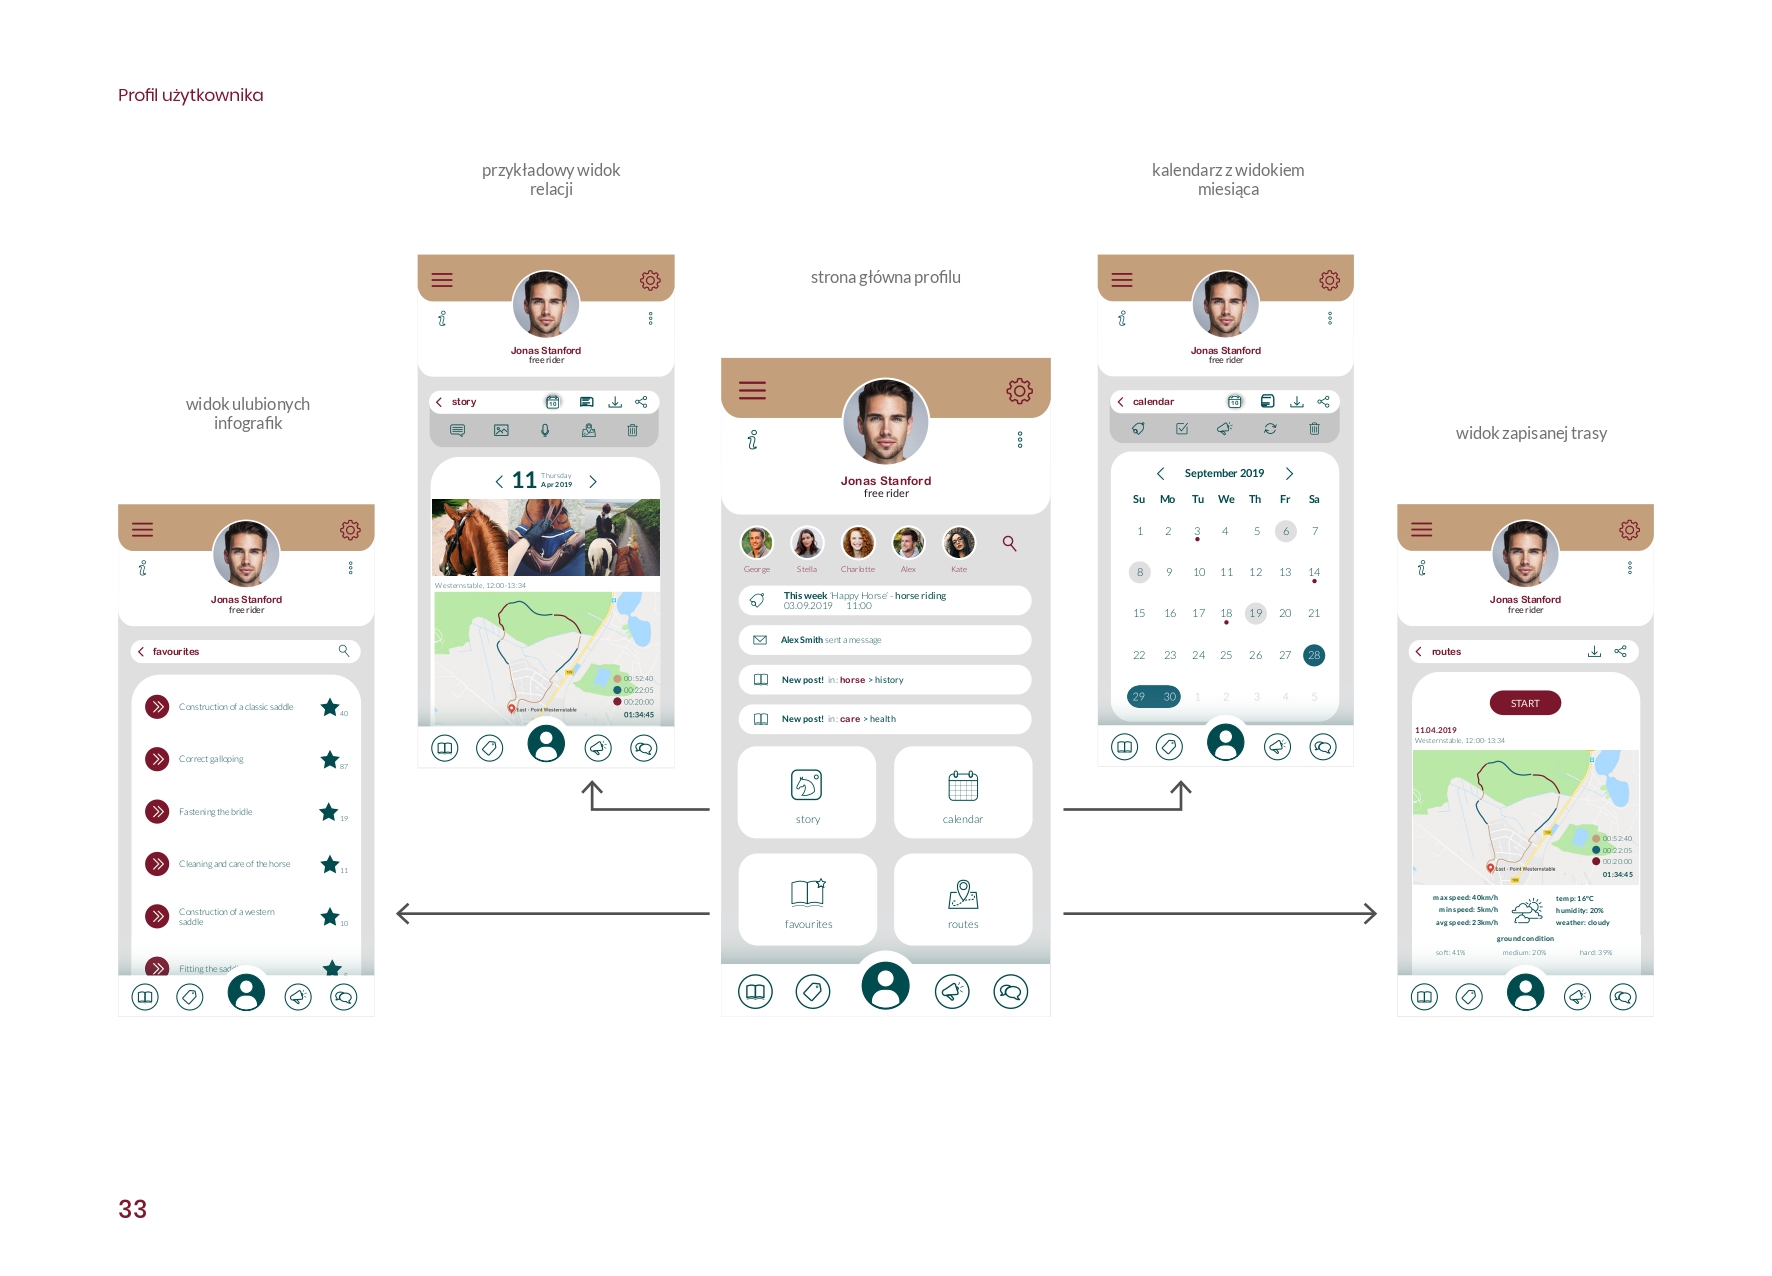 Profil użytkownika
przykładowy widok
relacji
kalendarz z widokiem
miesiąca
strona główna profilu
widok ulubionych
infografik
widok zapisanej trasy
Jonas Stanford
free rider
favourites
Construction of a classic saddle
40
Correct galloping
87
Fastening the bridle
19
Cleaning and care of the horse
11
Construction of a western
saddle
10
Fitting the
Jonas Stanford
free rider
story
10
11 Thursday
Apr 2019
Westernstable, 12:00-13:34
00:52:40
00:22:05
00:20:00
01:34:45
East - Point Westernstable
Jonas Stanford
free rider
George Stella Charlotte Alex Kate
This week 'Happy Horse' - horse riding
03.09.2019 11:00
Alex Smith sent a message
New post! in: horse > history
New post! in: care > health
story calendar
favourites routes
Jonas Stanford
free rider
calendar
10
September 2019
Su Mo Tu We Th Fr Sa
1 2 3 4 5 6 7
8 9 10 11 12 13 14
15 16 17 18 19 20 21
22 23 24 25 26 27 28
29 30 1 2 3 4 5
Jonas Stanford
free rider
routes
START
11.04.2019
Westernstable, 12:00-13:34
00:52:40
00:22:05
00:20:00
01:34:45
East - Point Westernstable
max speed: 40km/h
min speed: 5km/h
avg speed: 23km/h
temp: 16°C
humidity: 20%
weather: cloudy
ground condition
soft: 41% medium: 20% hard: 39%
33